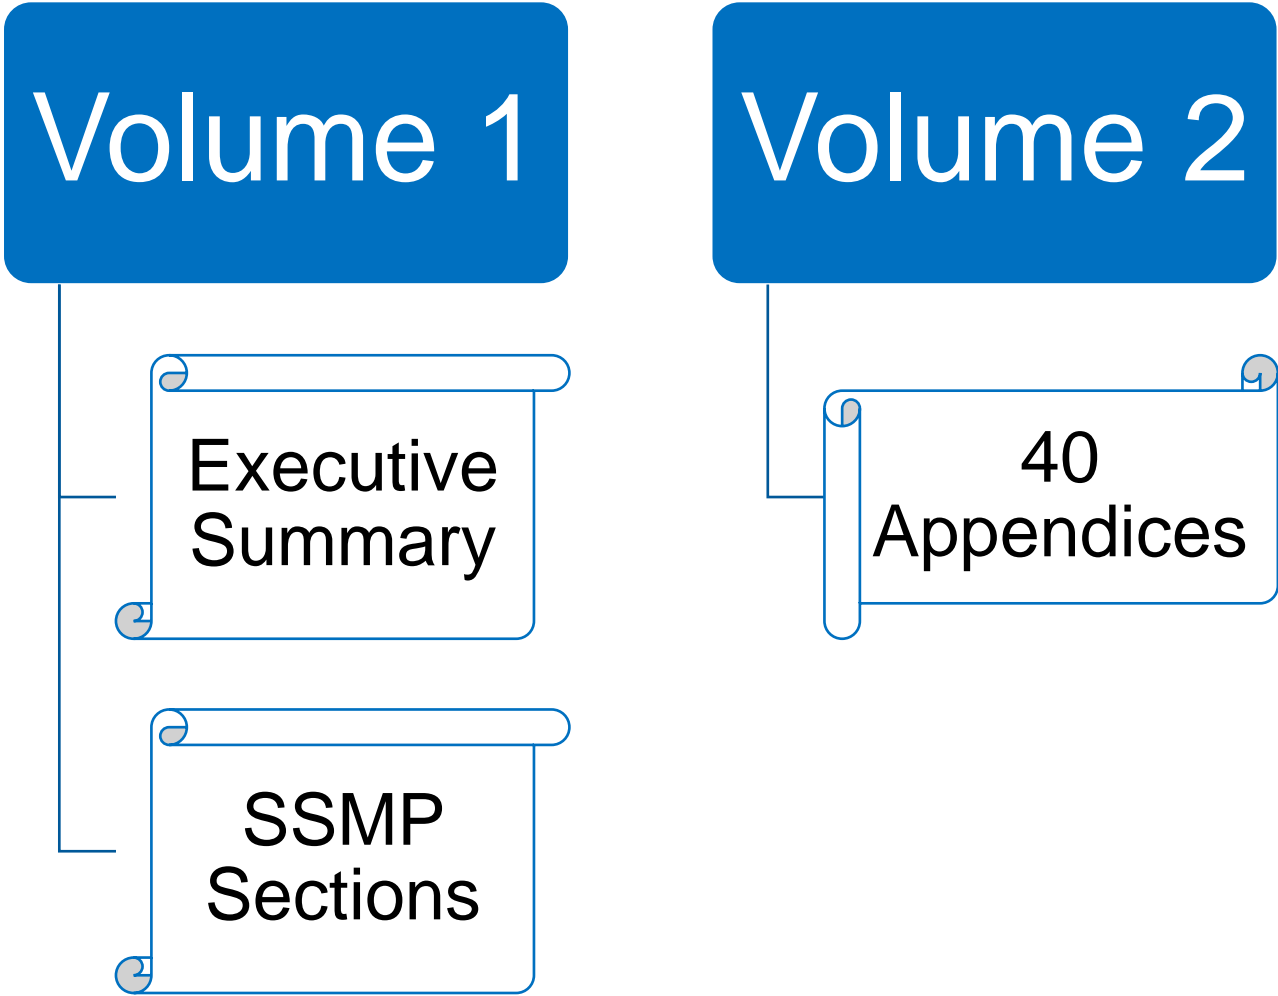 Volume 1
Executive
Summary
SSMP
Sections
Volume 2
40
Appendices